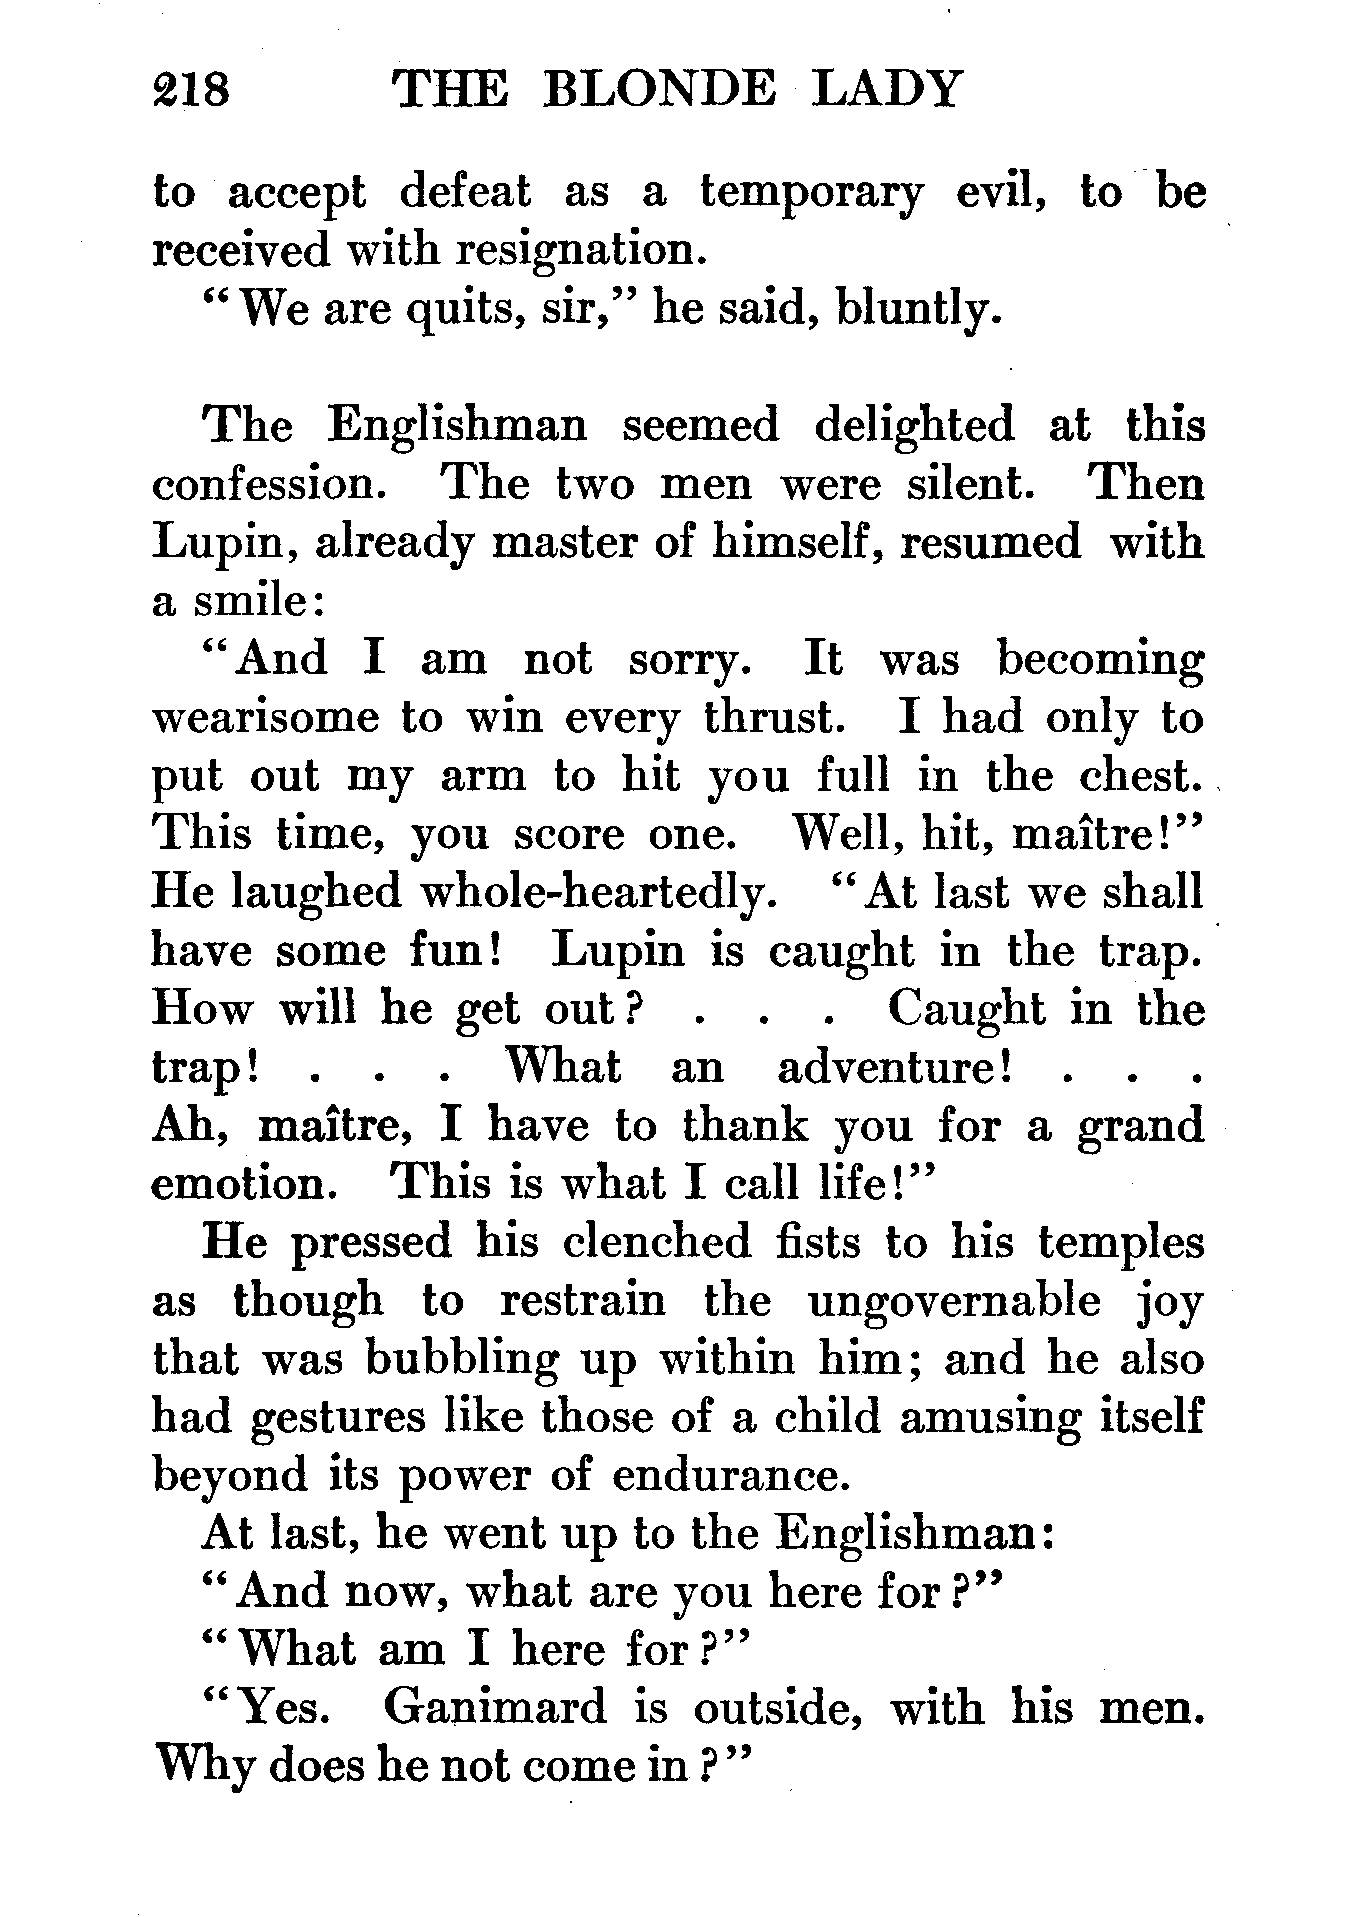 218 THE BLONDE LADY
to accept defeat as a temporary evil, to be
received with resignation.
“We are quits, sir,” he said, bluntly.
The Englishman seemed delighted at this
confession. The two men were silent. Then
Lupin, already master of himself, resumed with
a smile:
“And I am not sorry. It was becoming
wearisome to win every thrust. I had only to
put out my arm to hit you full in the chest.
This time, you score one. Well, hit, maître!”
He laughed whole-heartedly. “At last we shall
have some fun! Lupin is caught in the trap.
How will he get out? . . . Caught in the
trap! . . . What an adventure! . . .
Ah, maître, I have to thank you for a grand
emotion. This is what I call life!”
He pressed his clenched fists to his temples
as though to restrain the ungovernable joy
that was bubbling up within him; and he also
had gestures like those of a child amusing itself
beyond its power of endurance.
At last, he went up to the Englishman:
“And now, what are you here for?”
“What am I here for?”
“Yes. Ganimard is outside, with his men.
Why does he not come in?”